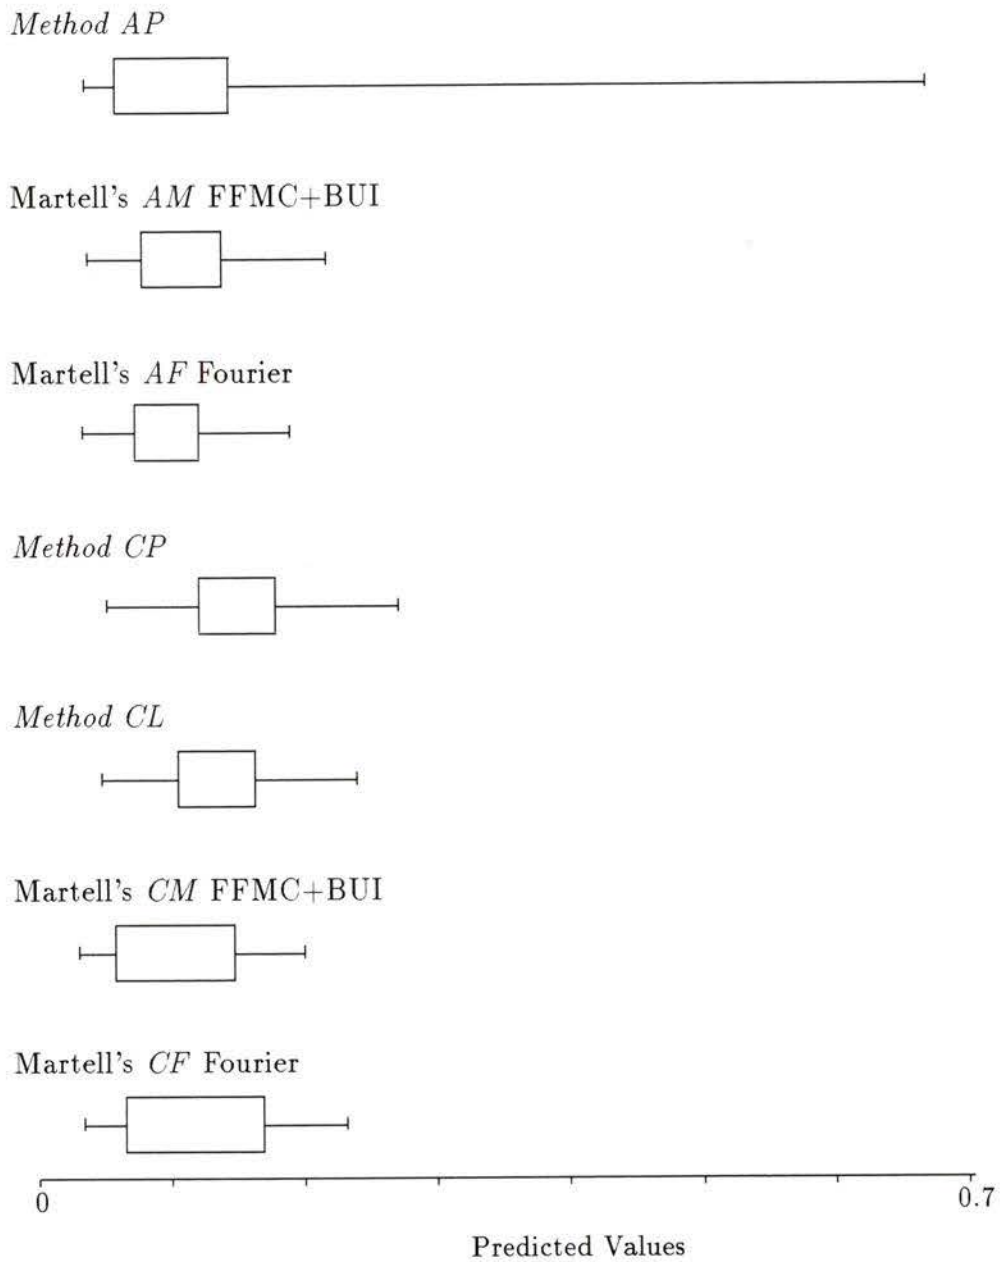 Method AP
Martell's AM FFMC+BUI
Martell's AF Fourier
Method CP
Method CL
Martell's CM FFMC+BUI
Martell's CF Fourier
0 0.7
Predicted Values